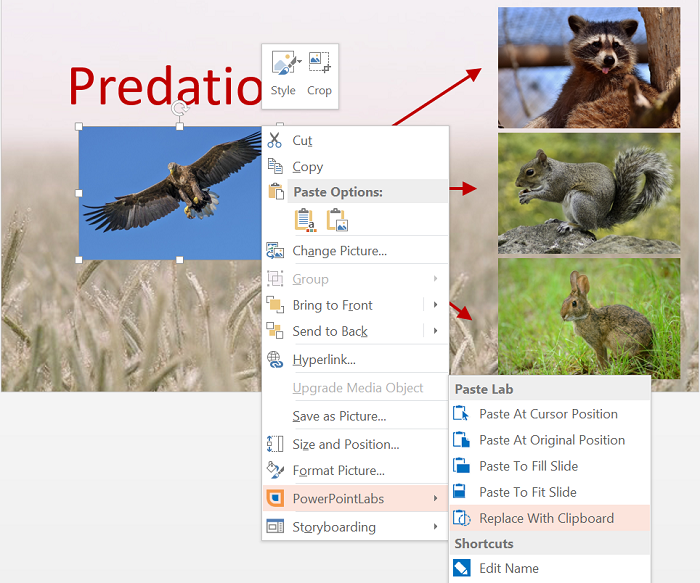 Predatio
Style
Crop
Cut
Copy
Paste Options:
a
Change Picture...
Group
Bring to Front
Send to Back
Hyperlink...
Upgrade Media Object
Save as Picture...
Size and Position...
Format Picture...
PowerPointLabs
Storyboarding
Paste Lab
Paste At Cursor Position
Paste At Original Position
Paste To Fill Slide
Paste To Fit Slide
Replace With Clipboard
Shortcuts
Edit Name